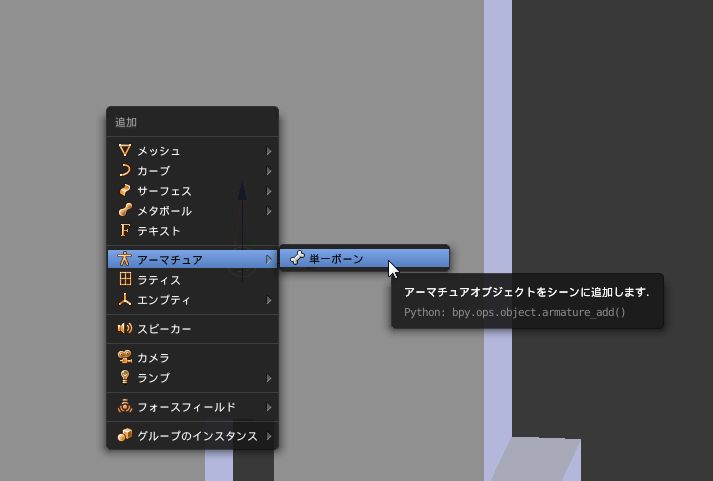 追加
メッシュ
カーブ
サーフェス
メタボール
F テキスト
アーマチュア
単一ボーン
ラティス
エンプティ
アーマチュアオブジェクトをシーンに追加します.
Python: bpy.ops.object.armature_add()
スピーカー
カメラ
ランプ
フォースフィールド
グループのインスタンス